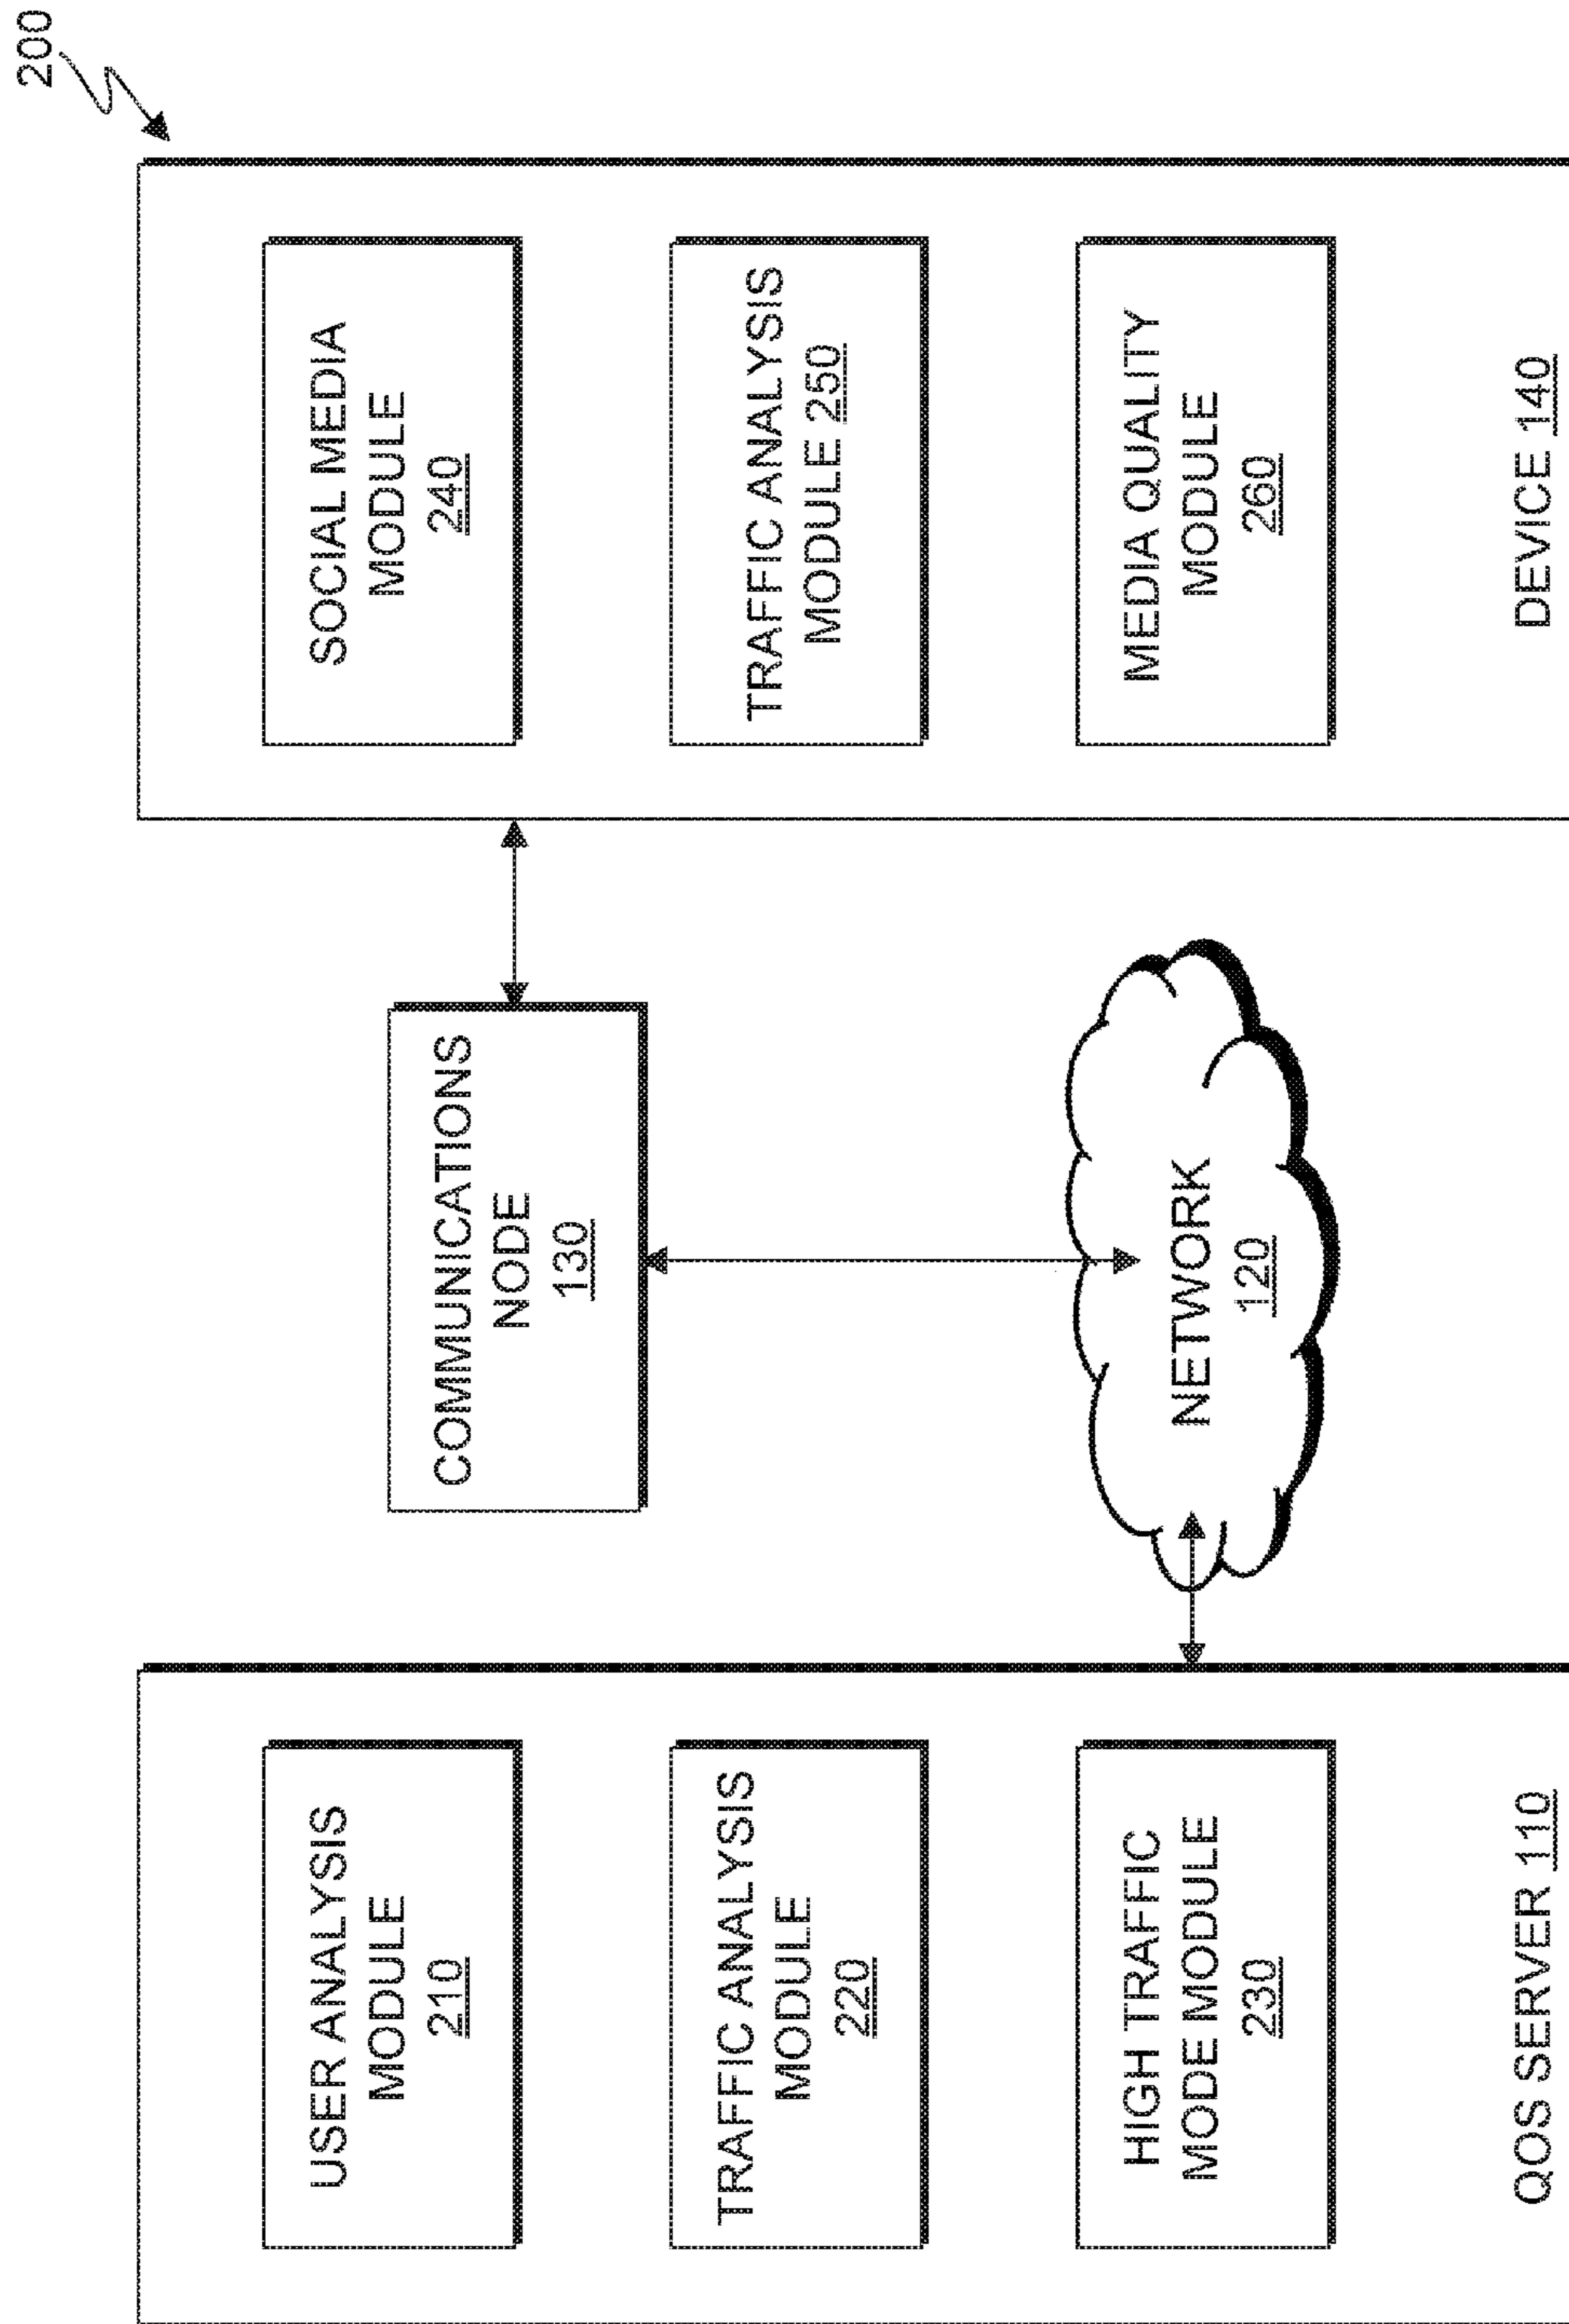 200
USER ANALYSIS
MODULE
210
TRAFFIC ANALYSIS
MODULE
220
HIGH TRAFFIC
MODE MODULE
230
QOS SERVER 110
COMMUNICATIONS
NODE
130
NETWORK
120
SOCIAL MEDIA
MODULE
240
TRAFFIC ANALYSIS
MODULE 250
MEDIA QUALITY
MODULE
260
DEVICE 140